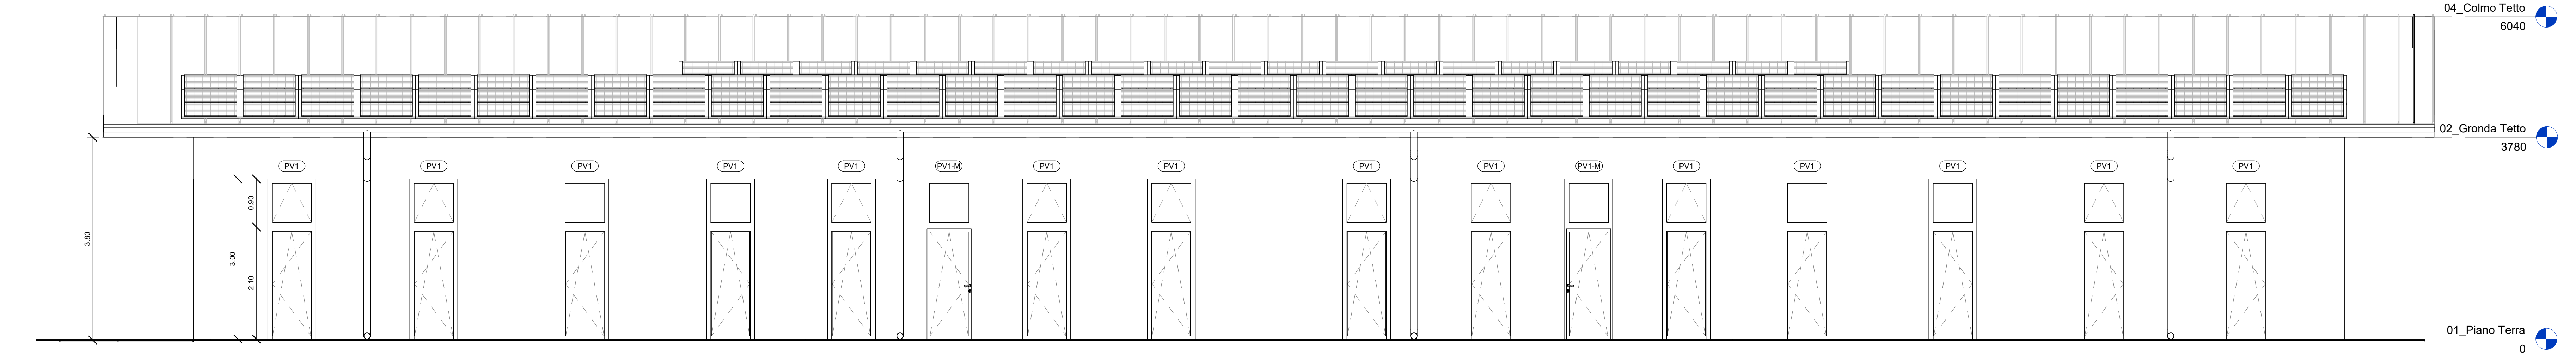 04_Colmo Tetto
6040
02_Gronda Tetto
3780
PV1 PV1 PV1 PV1 PV1 PV1-M PV1 PV1 PV1 PV1 PV1-M PV1 PV1 PV1 PV1 PV1
0.90
3.80
3.00
2.10
01_Piano Terra
0